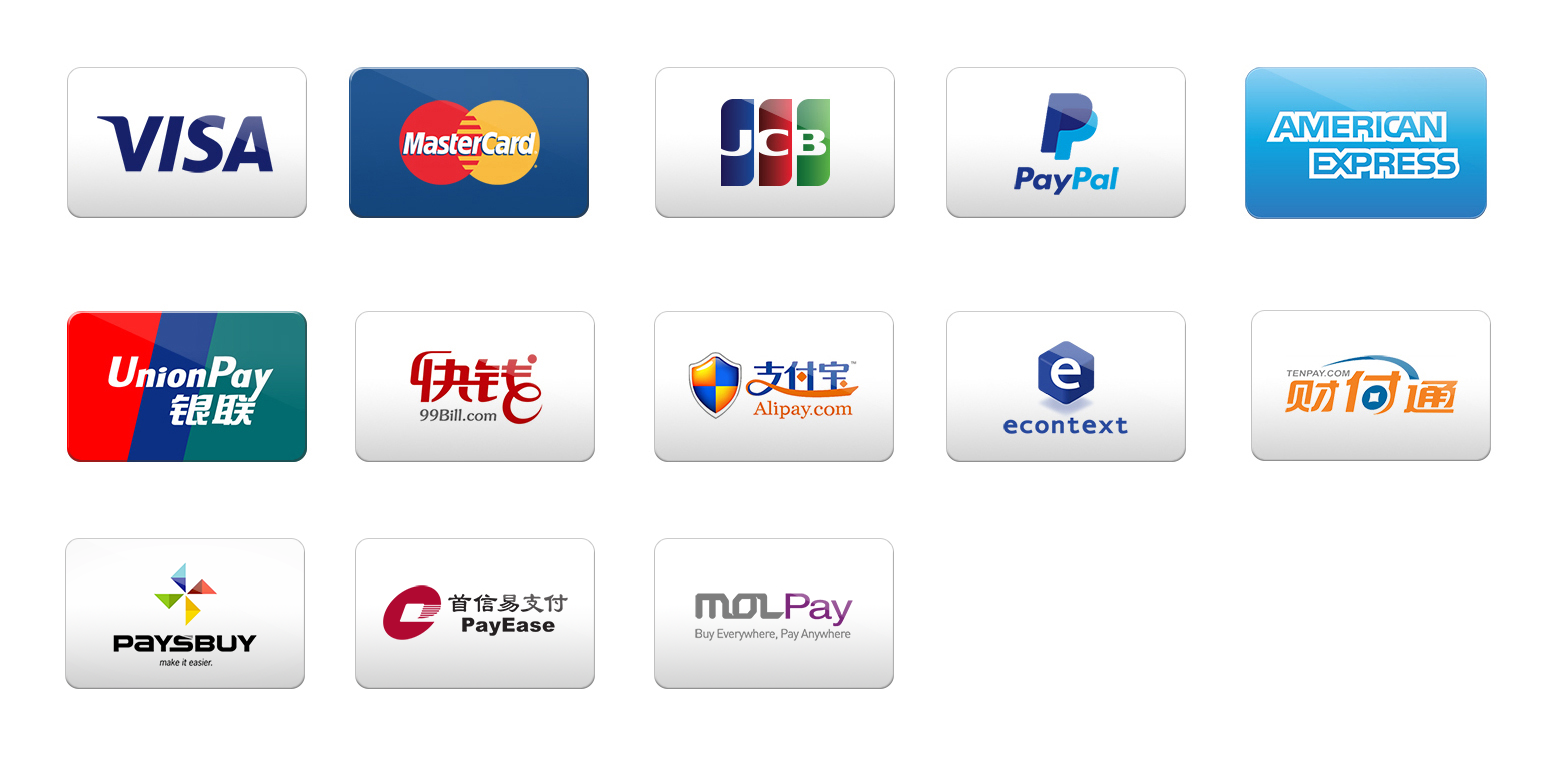 VISA
MasterCard
JCB
PayPal
AMERICAN
EXPRESS
UnionPay
银联
快钱
99Bill.com
支付宝™
Alipay.com
e
econtext
TENPAY.COM
财付通
PAYSBUY
make it easier.
首信易支付
PayEase
MOLPay
Buy Everywhere, Pay Anywhere